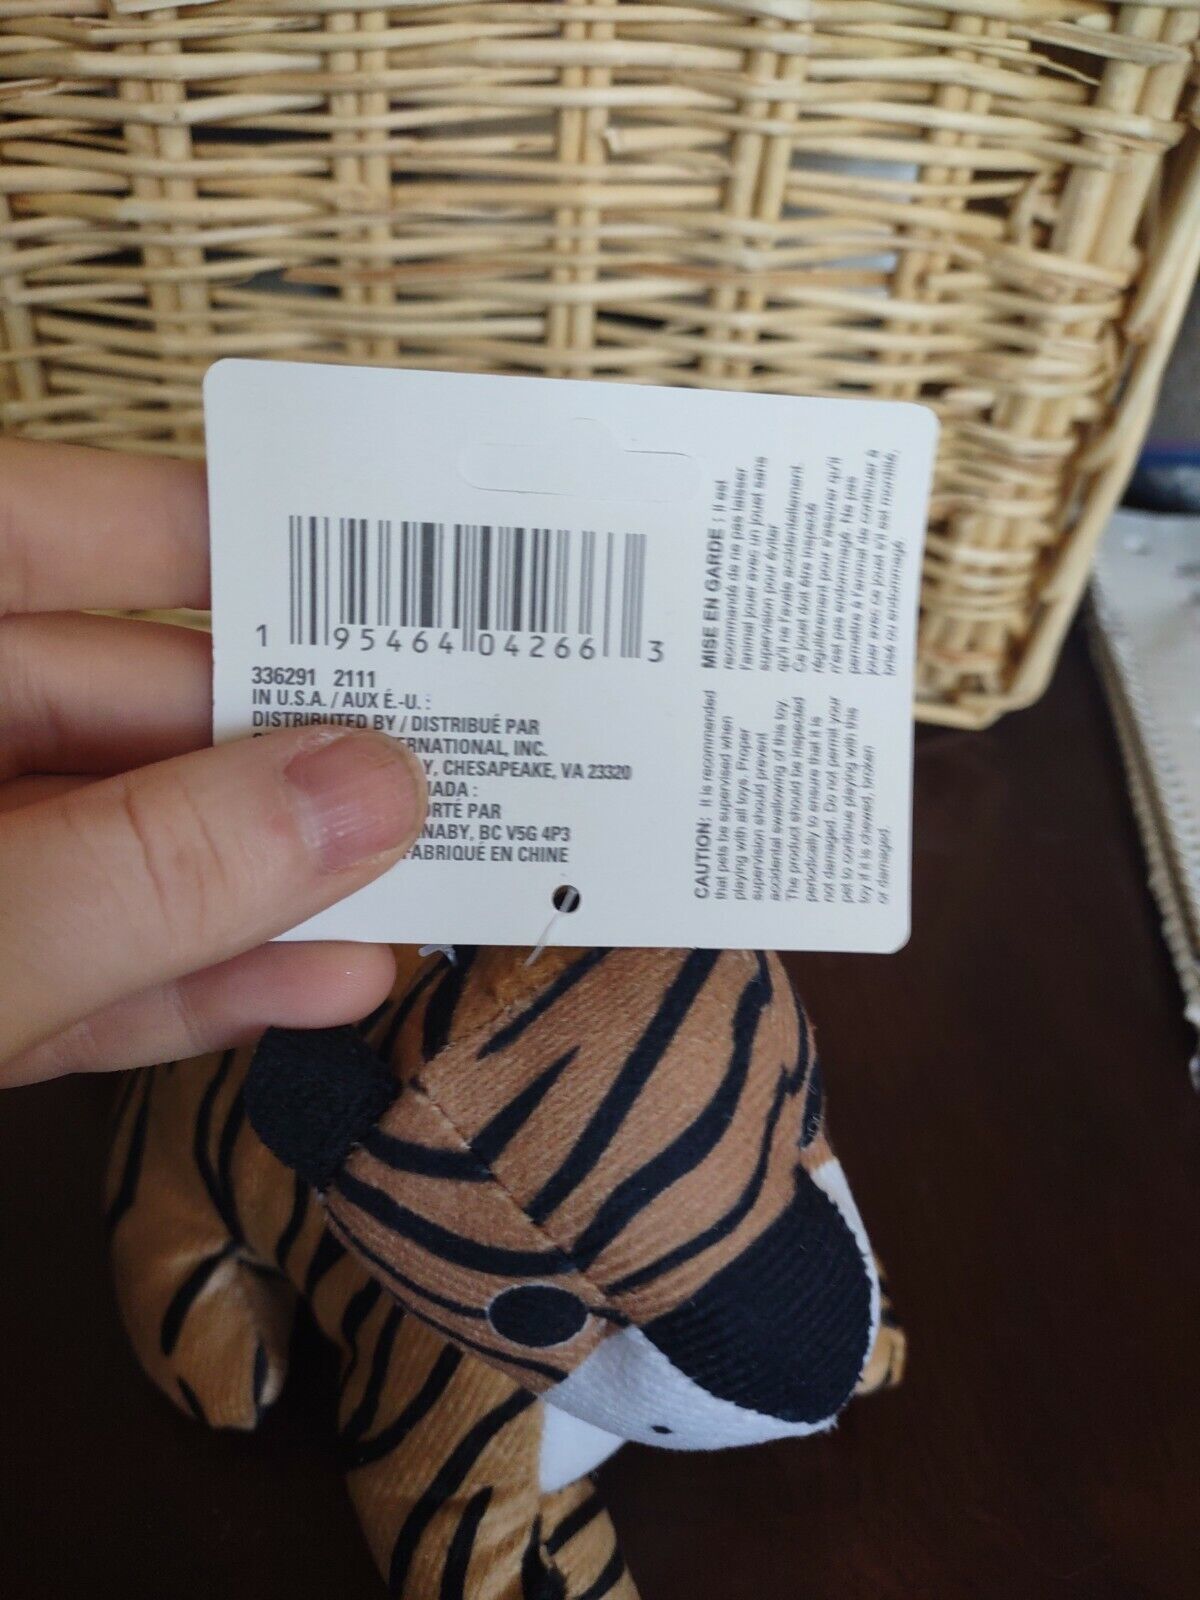 1 95464 04266 3
336291 2111
IN U.S.A. / AUX É.-U. :
DISTRIBUTED BY / DISTRIBUÉ PAR
ERNATIONAL, INC.
Y, CHESAPEAKE, VA 23320
NADA :
ORTÉ PAR
NABY, BC V5G 4P3
FABRIQUÉ EN CHINE
CAUTION: It is recommended
that pets be supervised when
playing with all toys. Proper
supervision should prevent
accidental swallowing of this toy.
The product should be inspected
periodically to ensure that it is
not damaged. Do not permit your
pet to continue playing with this
toy if it is chewed, broken
or damaged.
MISE EN GARDE : Il est
recommandé de ne pas laisser
l'animal jouer avec un jouet sans
supervision pour éviter
qu'il ne l'avale accidentellement.
Ce jouet doit être inspecté
régulièrement pour s'assurer qu'il
n'est pas endommagé. Ne pas
permettre à l'animal de continuer à
jouer avec ce jouet s'il est mordillé,
brisé ou endommagé.